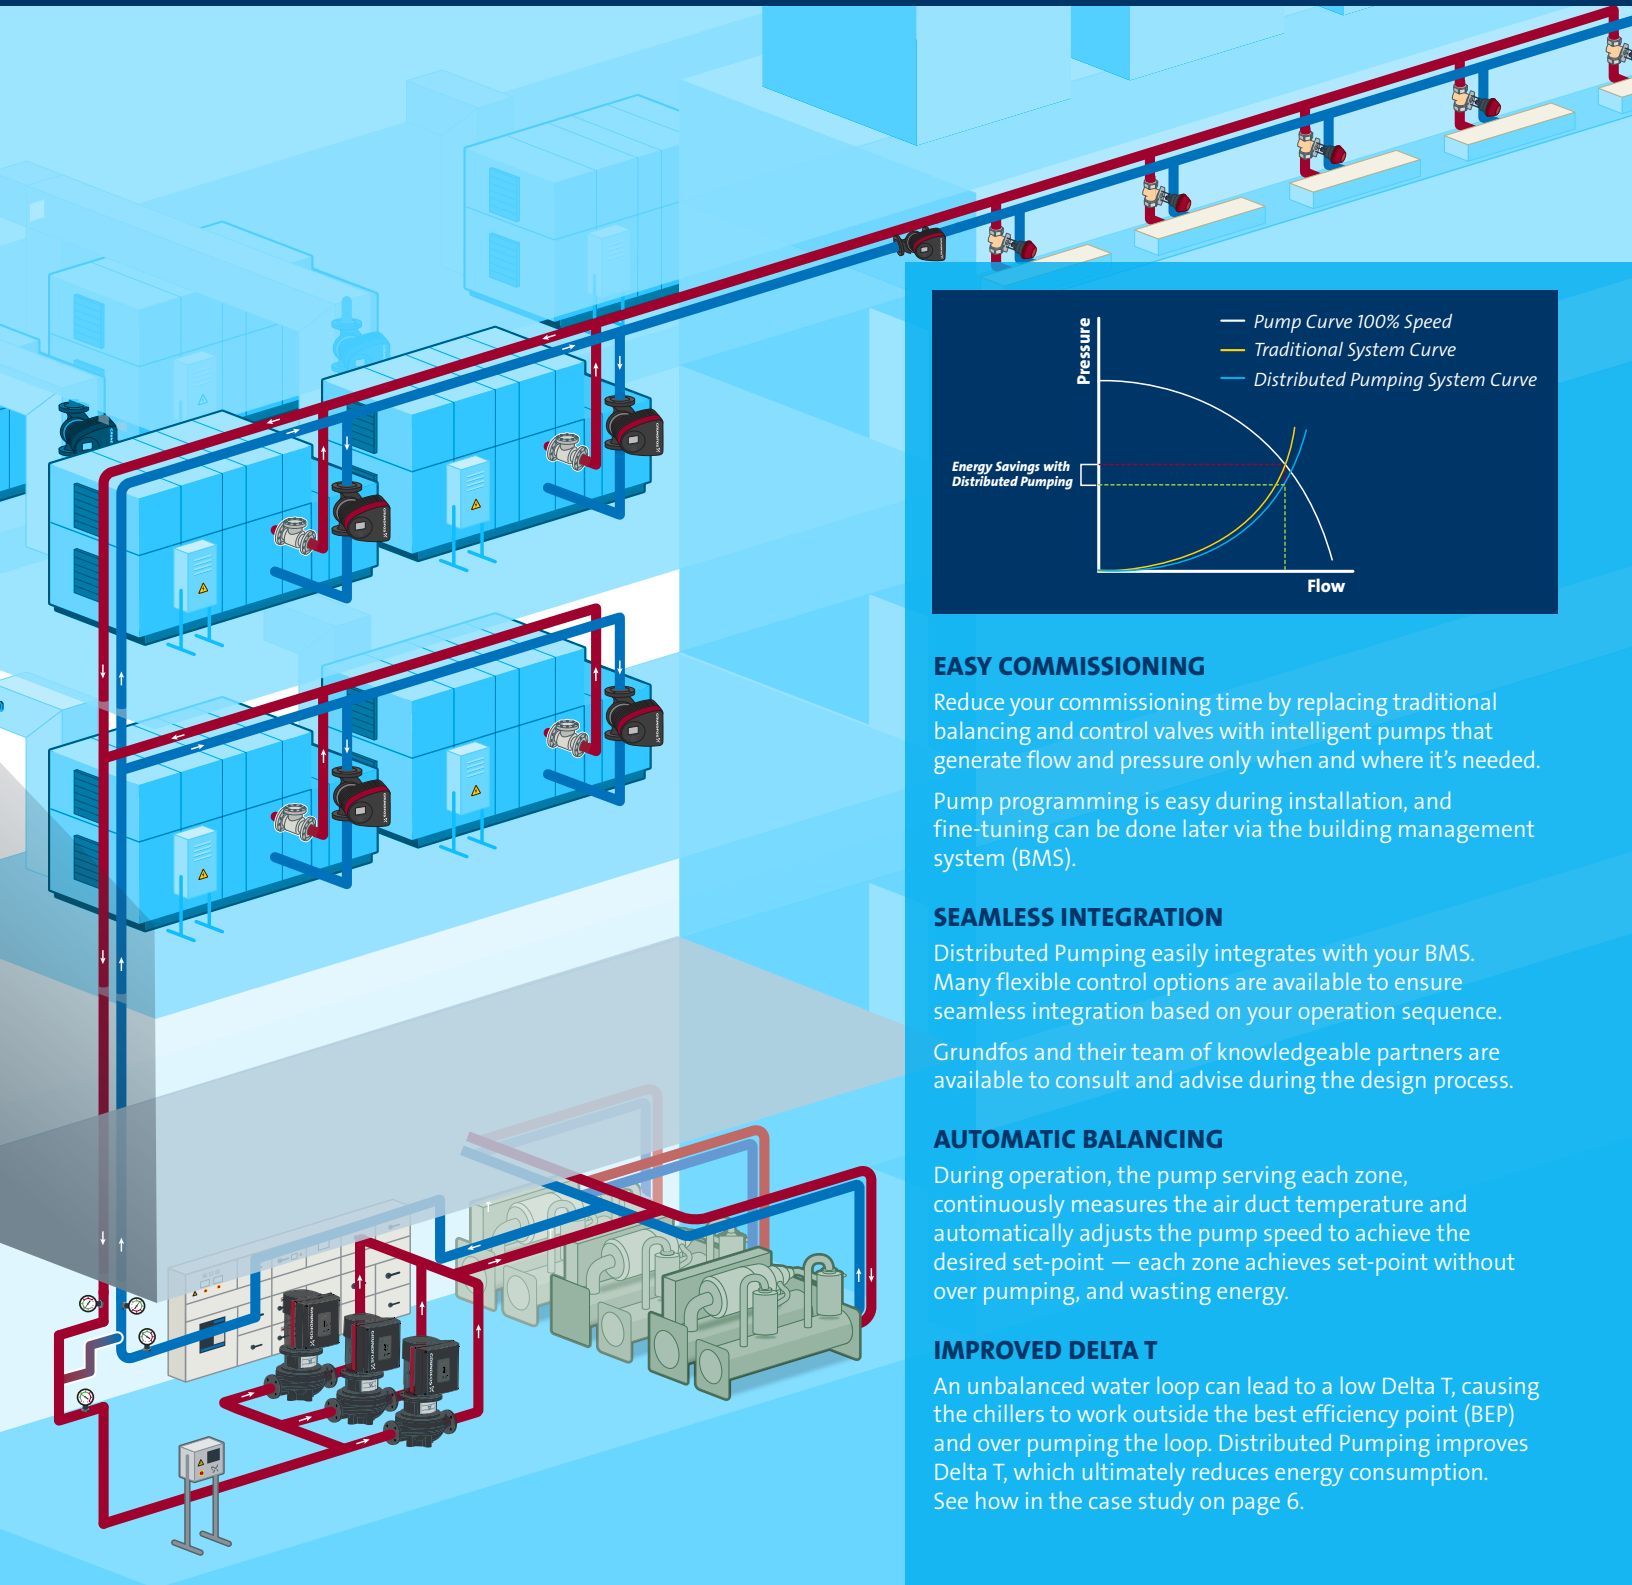 Pressure
Pump Curve 100% Speed
Traditional System Curve
Distributed Pumping System Curve
Energy Savings with
Distributed Pumping
Flow
EASY COMMISSIONING
Reduce your commissioning time by replacing traditional
balancing and control valves with intelligent pumps that
generate flow and pressure only when and where it's needed.
Pump programming is easy during installation, and
fine-tuning can be done later via the building management
system (BMS).
SEAMLESS INTEGRATION
Distributed Pumping easily integrates with your BMS.
Many flexible control options are available to ensure
seamless integration based on your operation sequence.
Grundfos and their team of knowledgeable partners are
available to consult and advise during the design process.
AUTOMATIC BALANCING
During operation, the pump serving each zone,
continuously measures the air duct temperature and
automatically adjusts the pump speed to achieve the
desired set-point — each zone achieves set-point without
over pumping, and wasting energy.
IMPROVED DELTA T
An unbalanced water loop can lead to a low Delta T, causing
the chillers to work outside the best efficiency point (BEP)
and over pumping the loop. Distributed Pumping improves
Delta T, which ultimately reduces energy consumption.
See how in the case study on page 6.
GRUNDFOS
GRUNDFOS
GRUNDFOS